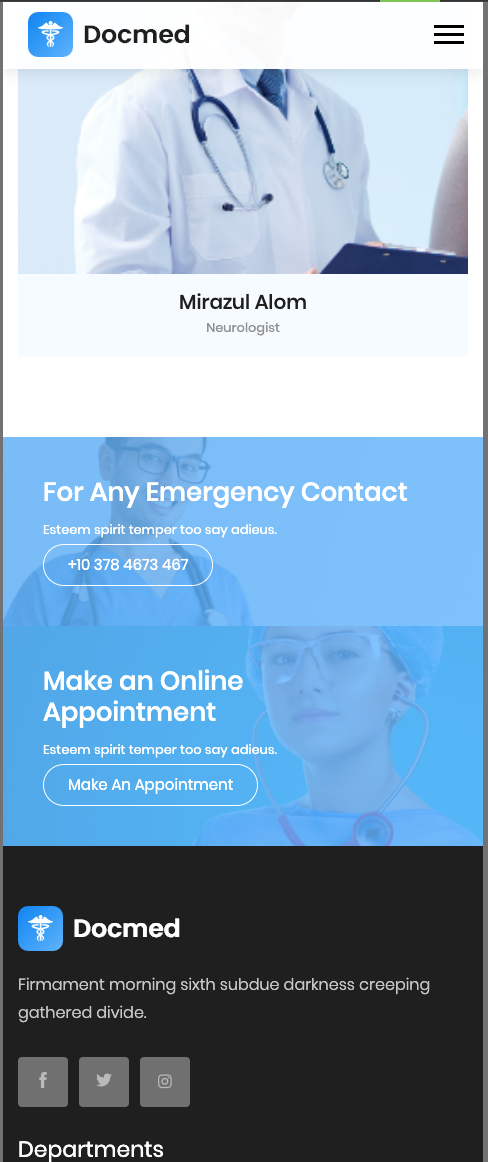 Docmed
Mirazul Alom
Neurologist
For Any Emergency Contact
Esteem spirit temper too say adieus.
+10 378 4673 467
Make an Online
Appointment
Esteem spirit temper too say adieus.
Make An Appointment
Docmed
Firmament morning sixth subdue darkness creeping
gathered divide.
Departments